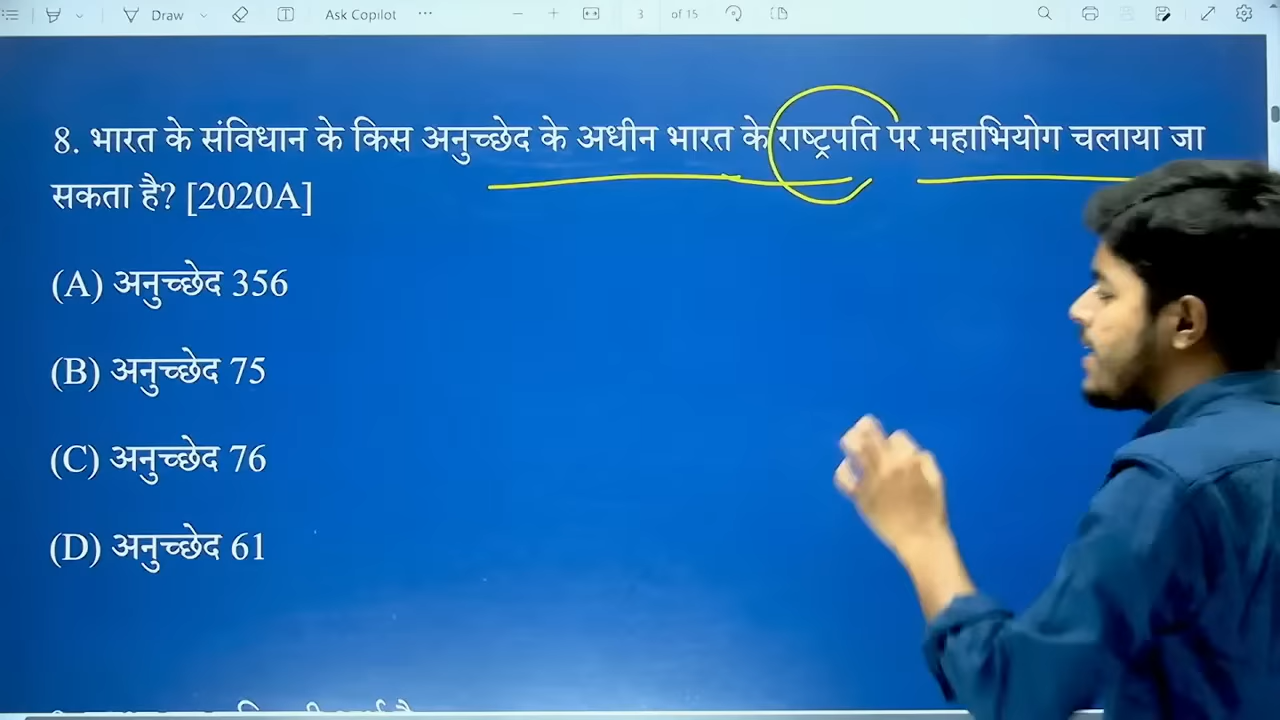 Draw
Ask Copilot
3 of 15
8. भारत के संविधान के किस अनुच्छेद के अधीन भारत के राष्ट्रपति पर महाभियोग चलाया जा
सकता है? [2020A]
(A) अनुच्छेद 356
(B) अनुच्छेद 75
(C) अनुच्छेद 76
(D) अनुच्छेद 61